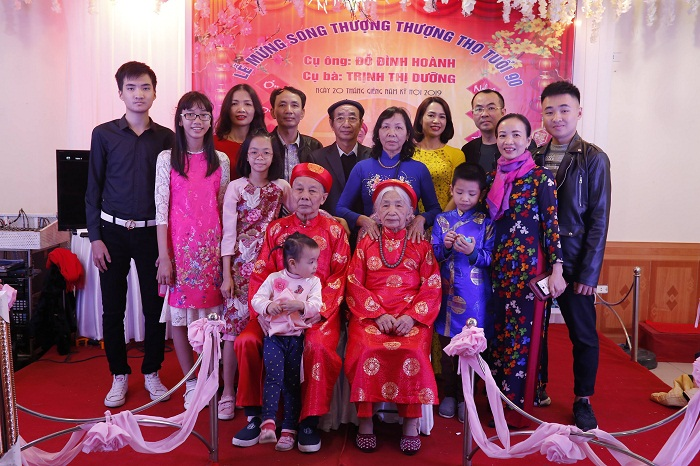 LỄ MỪNG SONG THƯỢNG THƯỢNG THỌ TUỔI 90
Cụ ông: ĐỖ ĐÌNH HOÀNH
Cụ bà: TRỊNH THỊ DƯỠNG
NGÀY 20 THÁNG GIÊNG NĂM KỶ HỢI 2019